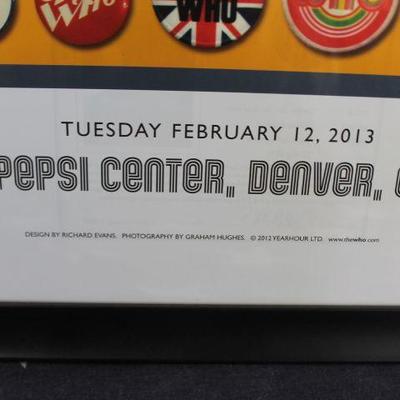 WHO
WHO
TUESDAY FEBRUARY 12, 2013
PEPSI CENTER, DENVER,
DESIGN BY RICHARD EVANS. PHOTOGRAPHY BY GRAHAM HUGHES. © 2012 YEARHOUR LTD. www.thewho.com